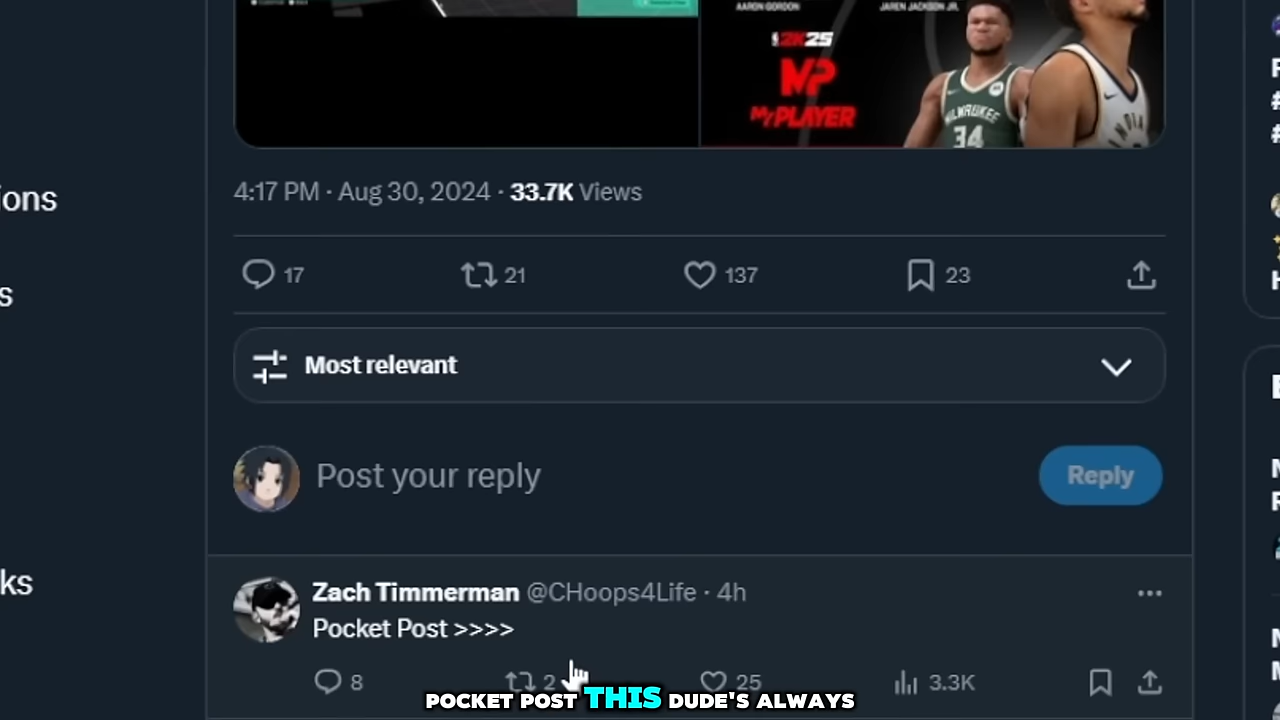 AARON GORDON
JAREN JACKSON JR.
2K25
MP
MyPLAYER
MILWAUKEE
34
INDIA
4:17 PM · Aug 30, 2024 · 33.7K Views
17
21
137
23
Most relevant
Post your reply
Reply
Zach Timmerman @CHoops4Life · 4h
Pocket Post >>>>
8
2
25
3.3K
POCKET POST THIS DUDE'S ALWAYS
ions
s
ks